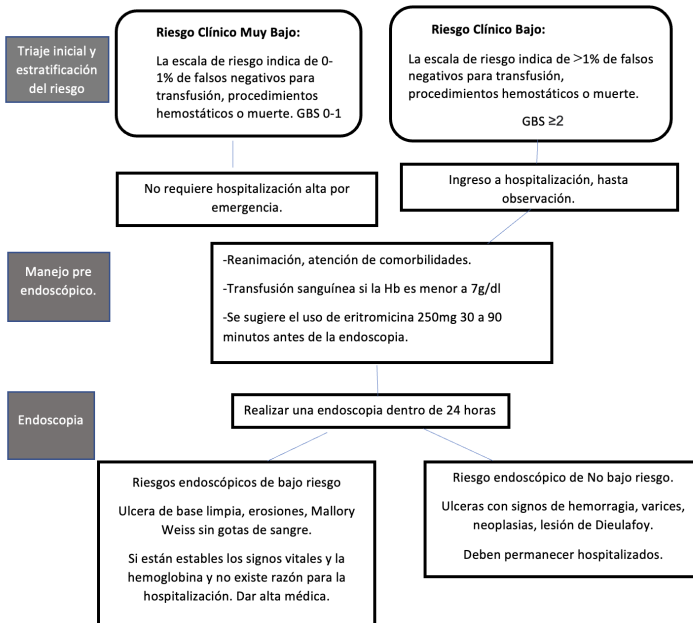 Triaje inicial y
estratificación
del riesgo
Riesgo Clínico Muy Bajo:
La escala de riesgo indica de 0-
1% de falsos negativos para
transfusión, procedimientos
hemostáticos o muerte. GBS 0-1
Riesgo Clínico Bajo:
La escala de riesgo indica de >1% de falsos
negativos para transfusión,
procedimientos hemostáticos o muerte.
GBS ≥2
No requiere hospitalización alta por
emergencia.
Ingreso a hospitalización, hasta
observación.
Manejo pre
endoscópico.
-Reanimación, atención de comorbilidades.
-Transfusión sanguínea si la Hb es menor a 7g/dl
-Se sugiere el uso de eritromicina 250mg 30 a 90
minutos antes de la endoscopia.
Endoscopia
Realizar una endoscopia dentro de 24 horas
Riesgos endoscópicos de bajo riesgo
Ulcera de base limpia, erosiones, Mallory
Weiss sin gotas de sangre.
Si están estables los signos vitales y la
hemoglobina y no existe razón para la
hospitalización. Dar alta médica.
Riesgo endoscópico de No bajo riesgo.
Ulceras con signos de hemorragia, varices,
neoplasias, lesión de Dieulafoy.
Deben permanecer hospitalizados.